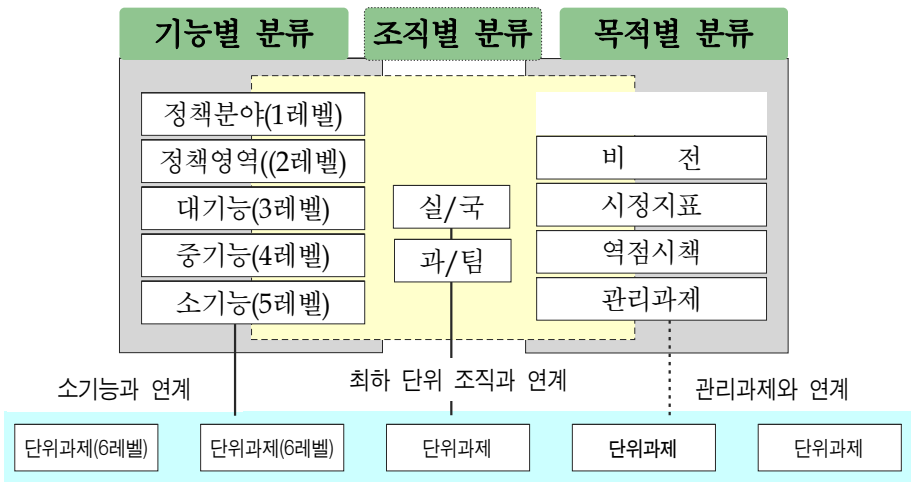 기능별 분류
조직별 분류
목적별 분류
정책분야(1레벨)
정책영역((2레벨)
대기능(3레벨)
중기능(4레벨)
소기능(5레벨)
실/국
과/팀
비 전
시정지표
역점시책
관리과제
소기능과 연계
최하 단위 조직과 연계
관리과제와 연계
단위과제(6레벨)
단위과제(6레벨)
단위과제
단위과제
단위과제